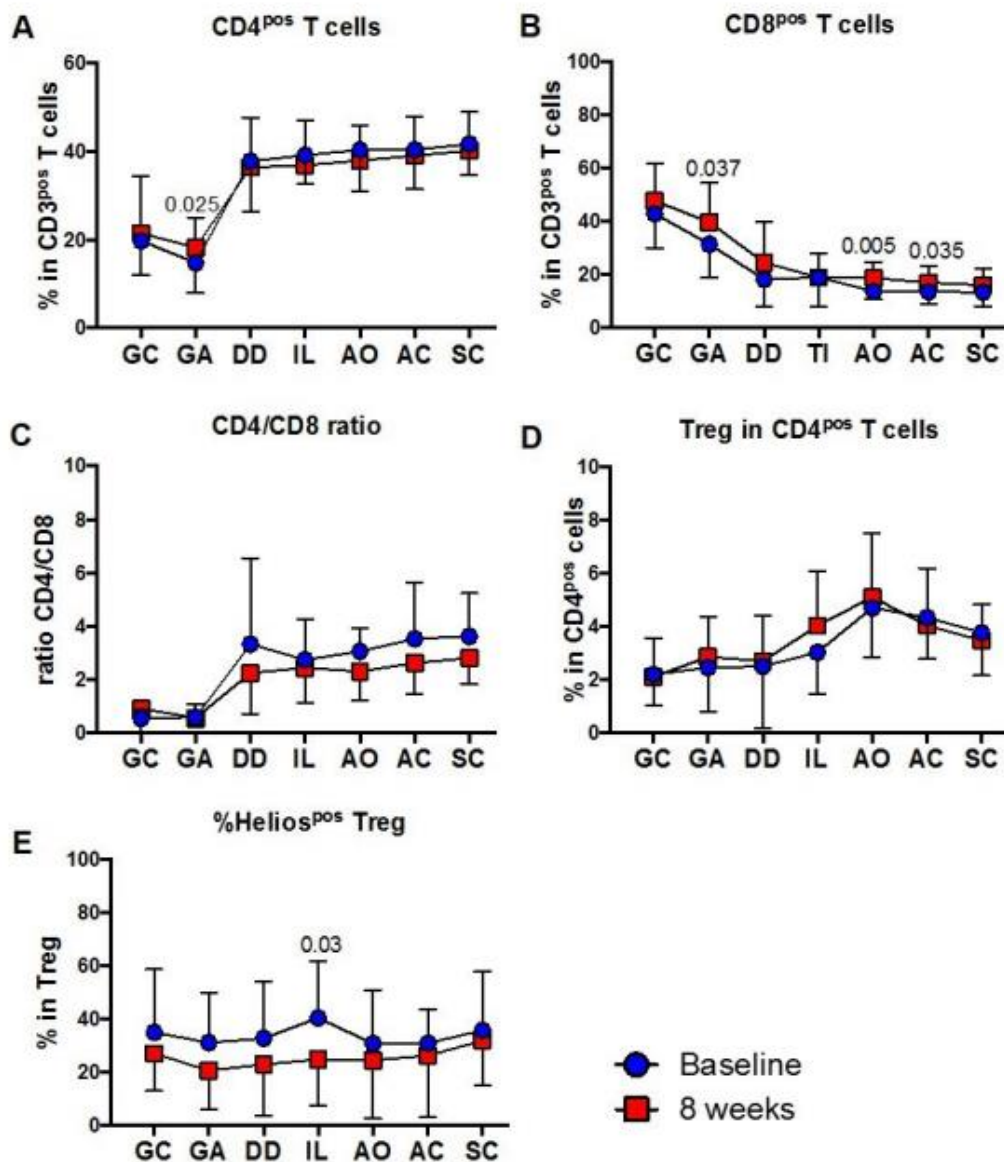 A
CD4pos T cells
% in CD3pos T cells
60
40
20
0
0.025
GC GA DD IL AO AC SC
B
CD8pos T cells
% in CD3pos T cells
100
80
60
40
20
0
0.037
0.005 0.035
GC GA DD TI AO AC SC
C
CD4/CD8 ratio
ratio CD4/CD8
10
8
6
4
2
0
GC GA DD IL AO AC SC
D
Treg in CD4pos T cells
% in CD4pos cells
10
8
6
4
2
0
GC GA DD IL AO AC SC
E
%Heliospos Treg
% in Treg
100
80
60
40
20
0
0.03
GC GA DD IL AO AC SC
Baseline
8 weeks